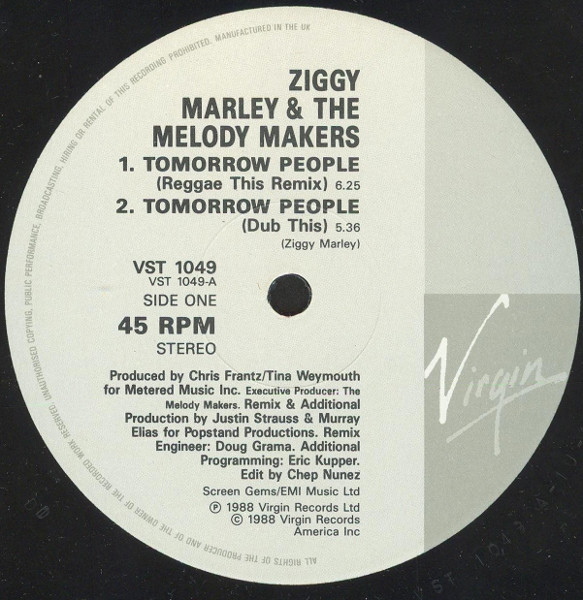 ZIGGY
MARLEY & THE
MELODY MAKERS
1. TOMORROW PEOPLE
(Reggae This Remix) 6.25
2. TOMORROW PEOPLE
(Dub This) 5.36
(Ziggy Marley)
VST 1049
VST 1049-A
SIDE ONE
45 RPM
STEREO
Produced by Chris Frantz/Tina Weymouth
for Metered Music Inc. Executive Producer: The
Melody Makers. Remix & Additional
Production by Justin Strauss & Murray
Elias for Popstand Productions. Remix
Engineer: Doug Grama. Additional
Programming: Eric Kupper.
Edit by Chep Nunez
Screen Gems/EMI Music Ltd
℗ 1988 Virgin Records Ltd
© 1988 Virgin Records
America Inc
Virgin
ALL RIGHTS OF THE PRODUCER AND OF THE OWNER OF THE RECORDED WORK RESERVED. UNAUTHORISED COPYING, PUBLIC PERFORMANCE, BROADCASTING, HIRING OR RENTAL OF THIS RECORDING PROHIBITED. MANUFACTURED IN THE UK